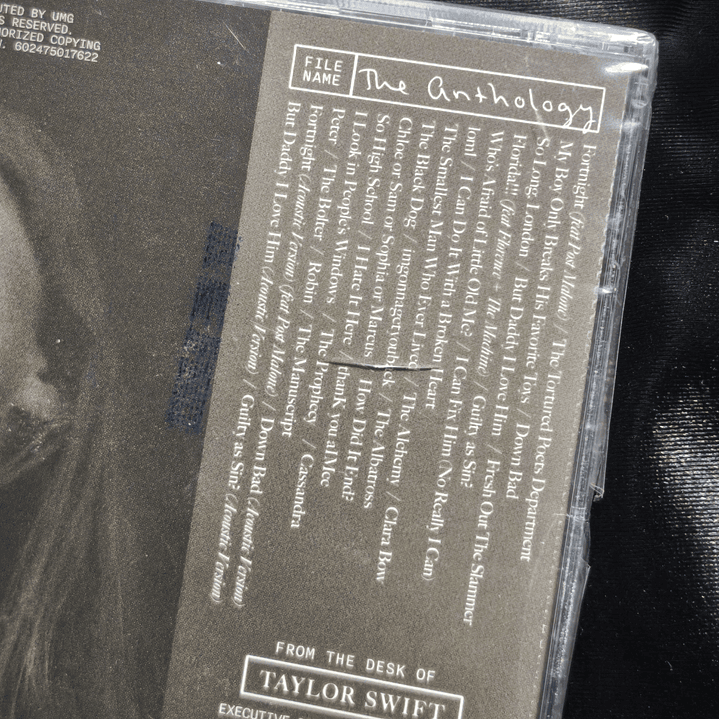 UTED BY UMG
S RESERVED.
HORIZED COPYING
N. 602475017622
FILE NAME The Anthology
Fortnight (feat Post Malone) / The Tortured Poets Department
My Boy Only Breaks His Favorite Toys / Down Bad
So Long, London / But Daddy I Love Him / Fresh Out The Slammer
Florida!!! (feat Florence + The Machine) / Guilty as Sin?
Who's Afraid of Little Old Me? / I Can Fix Him (No Really I Can)
loml / I Can Do It With a Broken Heart
The Smallest Man Who Ever Lived / The Alchemy / Clara Bow
The Black Dog / imgonnagetyouback / The Albatross
Chloe or Sam or Sophia or Marcus / How Did It End?
So High School / I Hate It Here / thanK you aIMee
I Look in People's Windows / The Prophecy / Cassandra
Peter / The Bolter / Robin / The Manuscript
Fortnight (Acoustic Version) (feat Post Malone) / Down Bad (Acoustic Version)
But Daddy I Love Him (Acoustic Version) / Guilty as Sin? (Acoustic Version)
FROM THE DESK OF
TAYLOR SWIFT
EXECUTIVE